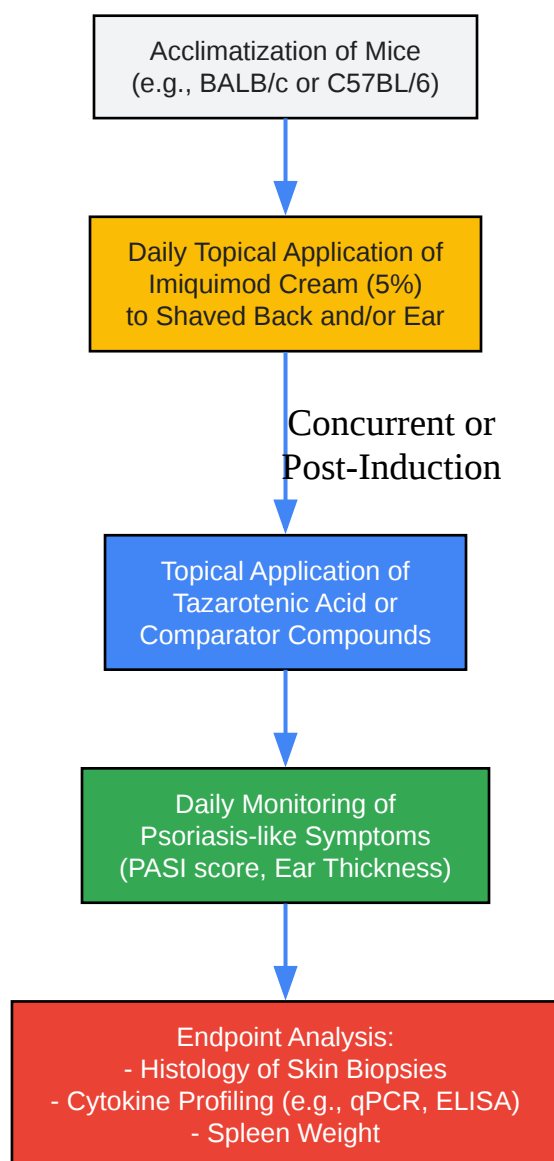 Acclimatization of Mice
(e.g., BALB/c or C57BL/6)
Daily Topical Application of
Imiquimod Cream (5%)
to Shaved Back and/or Ear
Concurrent or
Post-Induction
Topical Application of
Tazarotenic Acid or
Comparator Compounds
Daily Monitoring of
Psoriasis-like Symptoms
(PASI score, Ear Thickness)
Endpoint Analysis:
- Histology of Skin Biopsies
- Cytokine Profiling (e.g., qPCR, ELISA)
- Spleen Weight